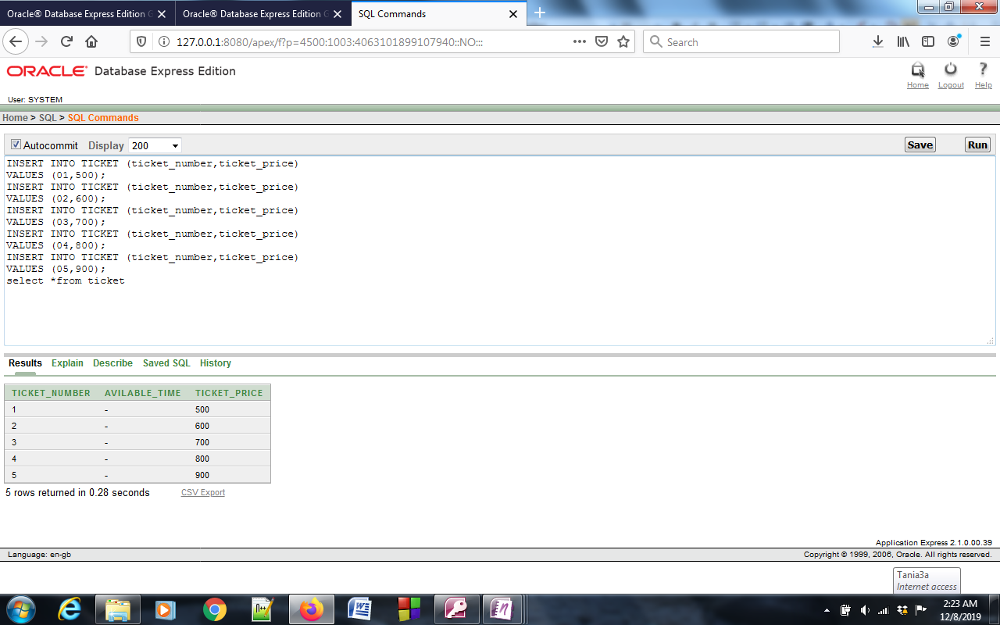 Oracle® Database Express Edition G
Oracle® Database Express Edition G
SQL Commands
127.0.0.1:8080/apex/f?p=4500:1003:4063101899107940::NO:::
Search
ORACLE Database Express Edition
Home
Logout
Help
User: SYSTEM
Home > SQL > SQL Commands
Autocommit Display 200
Save
Run
INSERT INTO TICKET (ticket_number,ticket_price)
VALUES (01,500);
INSERT INTO TICKET (ticket_number,ticket_price)
VALUES (02,600);
INSERT INTO TICKET (ticket_number,ticket_price)
VALUES (03,700);
INSERT INTO TICKET (ticket_number,ticket_price)
VALUES (04,800);
INSERT INTO TICKET (ticket_number,ticket_price)
VALUES (05,900);
select *from ticket
Results Explain Describe Saved SQL History
TICKET_NUMBER AVILABLE_TIME TICKET_PRICE
1 - 500
2 - 600
3 - 700
4 - 800
5 - 900
5 rows returned in 0.28 seconds CSV Export
Application Express 2.1.0.00.39
Language: en-gb
Copyright © 1999, 2006, Oracle. All rights reserved.
Tania3a
Internet access
2:23 AM
12/8/2019